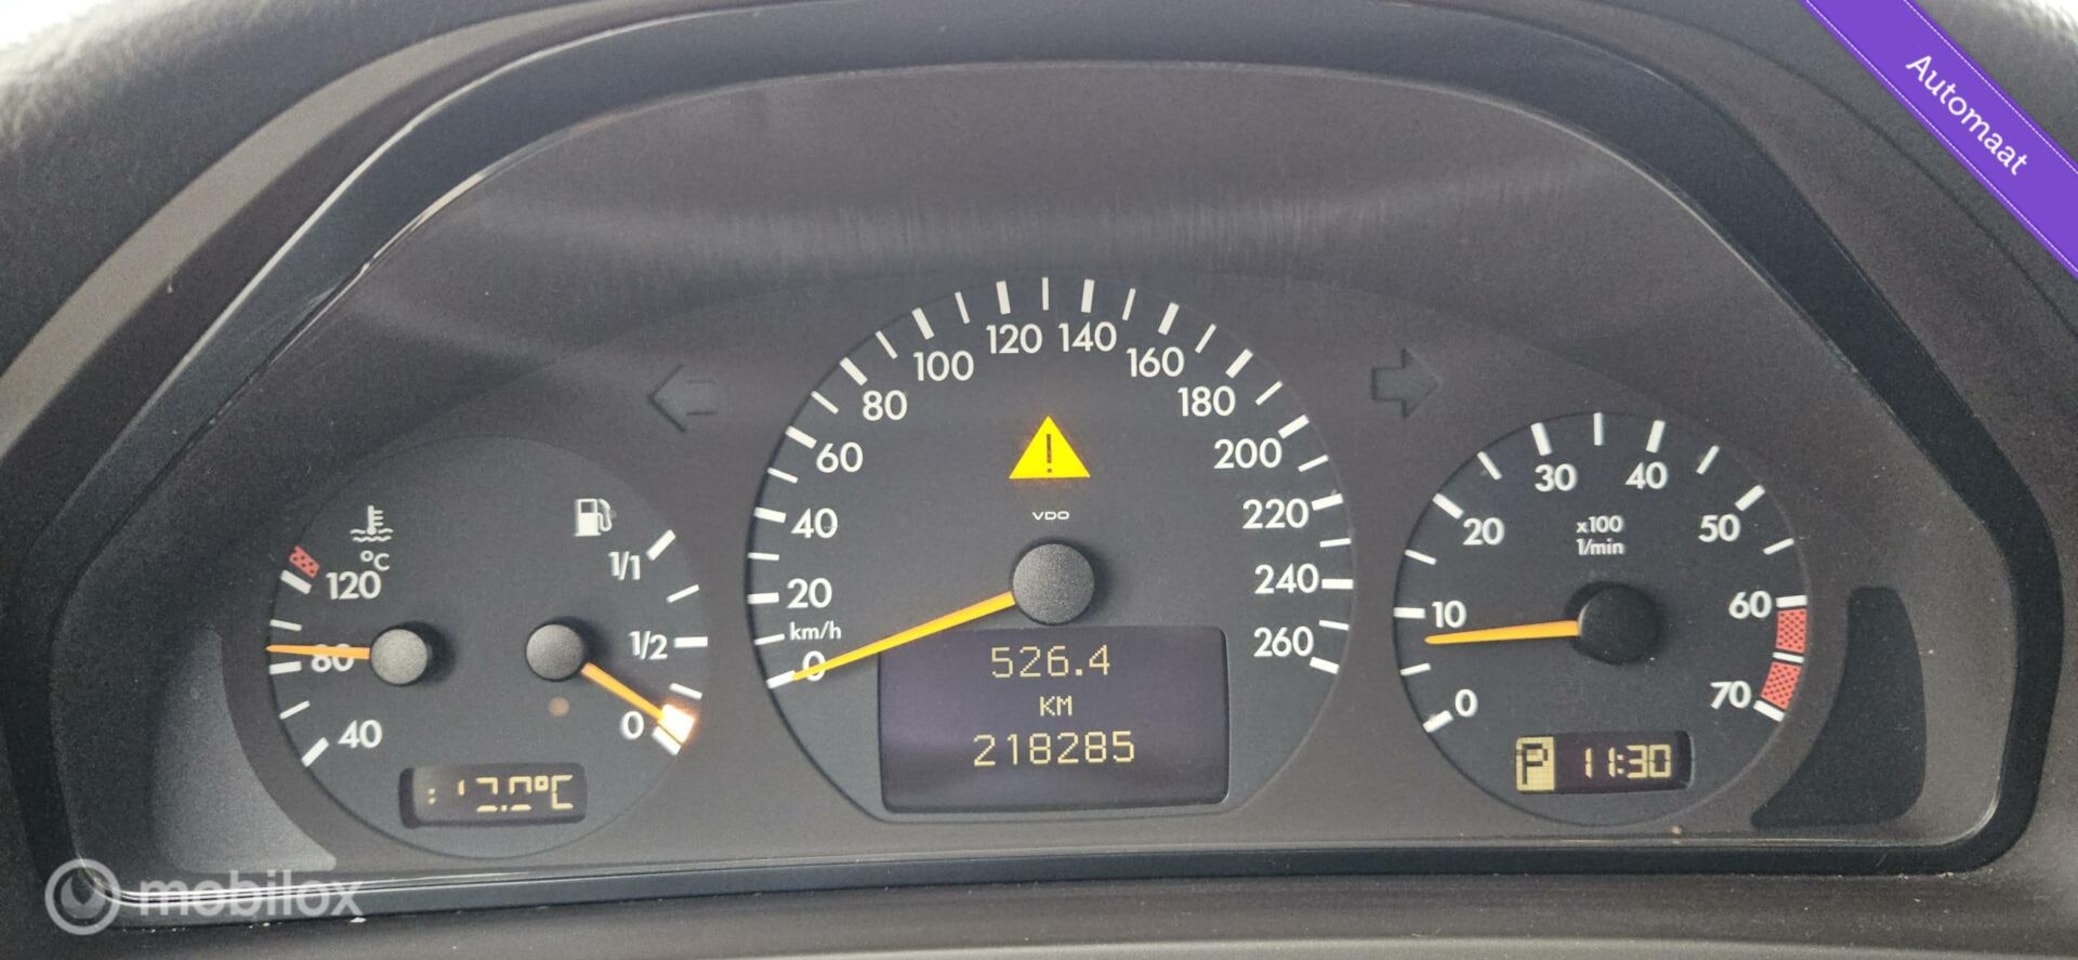 Automaat
120 140
100 160
80 180
60 200
40 220
20 240
km/h
0 260
VDO
526.4
KM
218285
°C
120
80
40
1/1
1/2
0
30 40
20 50
x100
1/min
10 60
0 70
P 11:30
mobilox